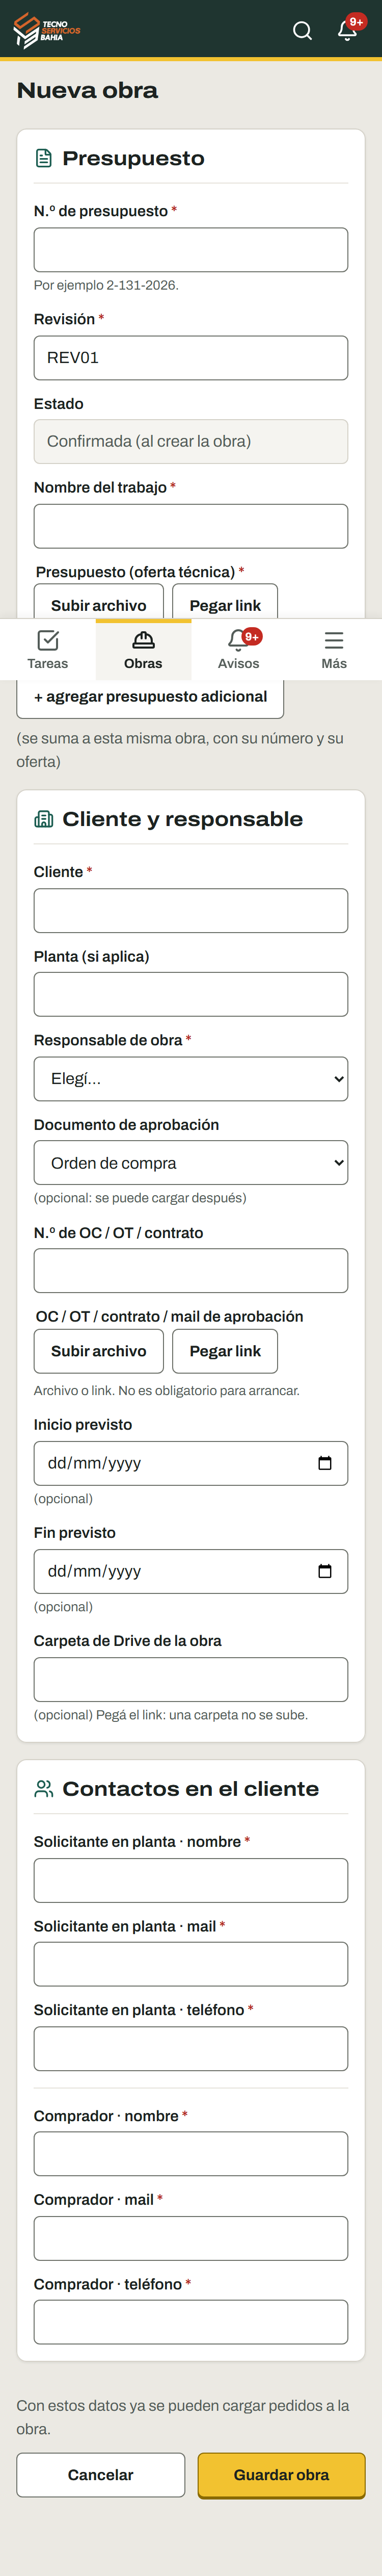 TECNO
SERVICIOS
BAHIA
9+
Nueva obra
Presupuesto
N.º de presupuesto *
Por ejemplo 2-131-2026.
Revisión *
REV01
Estado
Confirmada (al crear la obra)
Nombre del trabajo *
Presupuesto (oferta técnica) *
Subir archivo
Pegar link
Tareas
Obras
9+
Avisos
Más
+ agregar presupuesto adicional
(se suma a esta misma obra, con su número y su
oferta)
Cliente y responsable
Cliente *
Planta (si aplica)
Responsable de obra *
Elegí...
Documento de aprobación
Orden de compra
(opcional: se puede cargar después)
N.º de OC / OT / contrato
OC / OT / contrato / mail de aprobación
Subir archivo
Pegar link
Archivo o link. No es obligatorio para arrancar.
Inicio previsto
dd/mm/yyyy
(opcional)
Fin previsto
dd/mm/yyyy
(opcional)
Carpeta de Drive de la obra
(opcional) Pegá el link: una carpeta no se sube.
Contactos en el cliente
Solicitante en planta · nombre *
Solicitante en planta · mail *
Solicitante en planta · teléfono *
Comprador · nombre *
Comprador · mail *
Comprador · teléfono *
Con estos datos ya se pueden cargar pedidos a la
obra.
Cancelar
Guardar obra